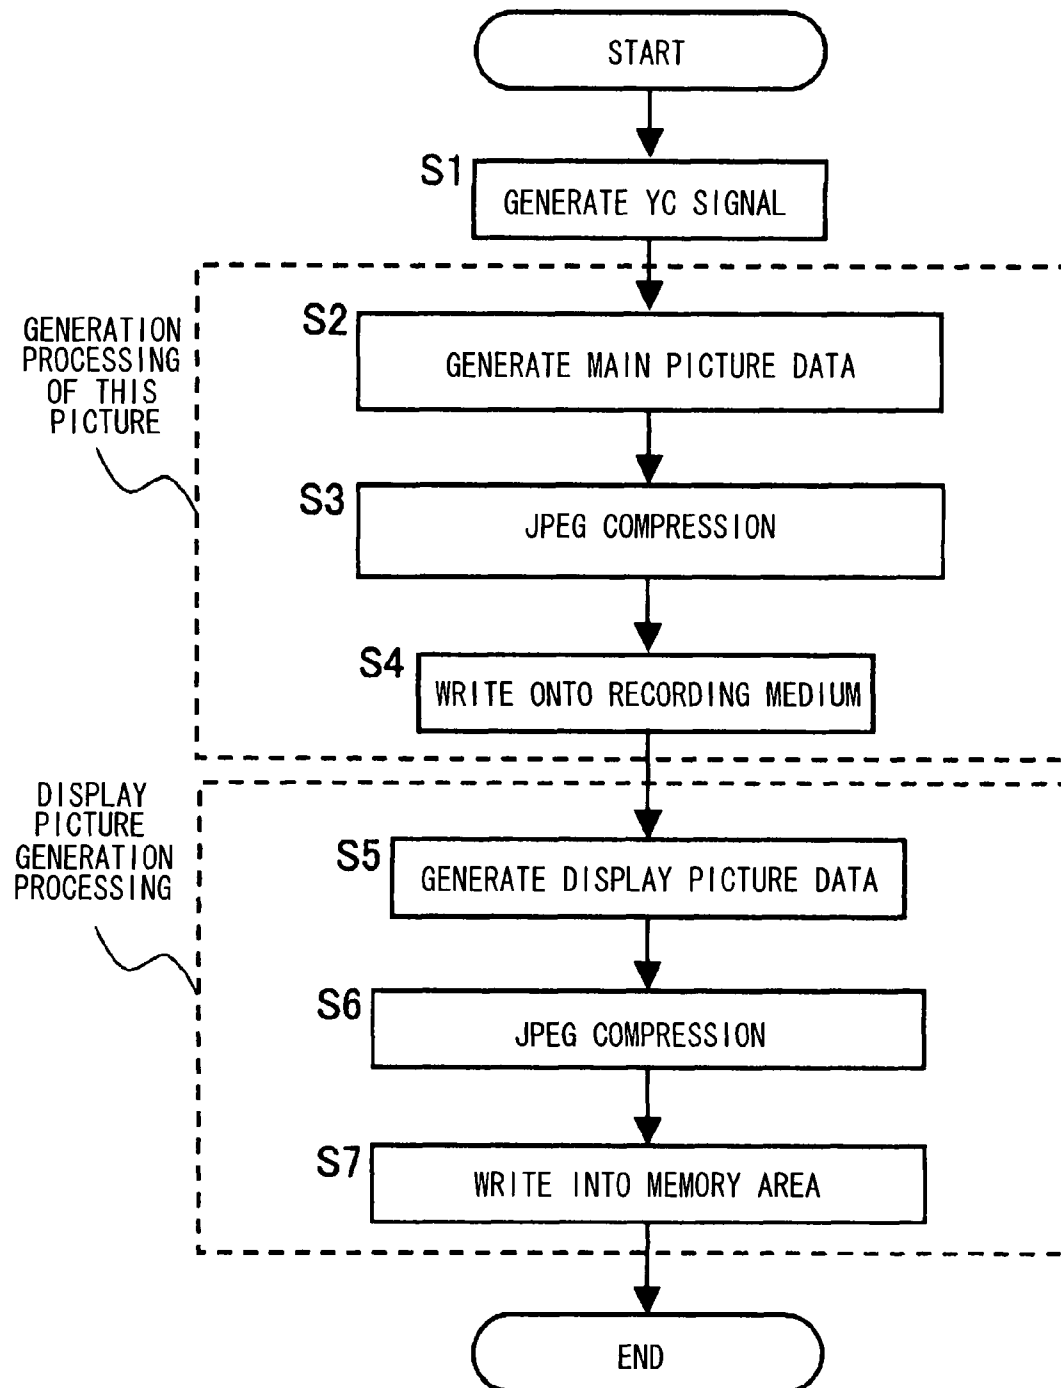 START
S1
GENERATE YC SIGNAL
GENERATION
PROCESSING
OF THIS
PICTURE
S2
GENERATE MAIN PICTURE DATA
S3
JPEG COMPRESSION
S4
WRITE ONTO RECORDING MEDIUM
DISPLAY
PICTURE
GENERATION
PROCESSING
S5
GENERATE DISPLAY PICTURE DATA
S6
JPEG COMPRESSION
S7
WRITE INTO MEMORY AREA
END